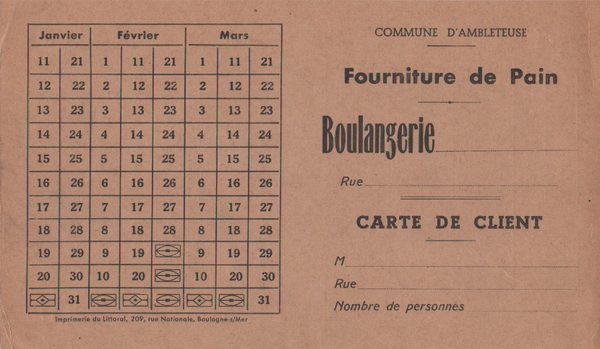 Janvier Février Mars
11 21 1 11 21 1 11 21
12 22 2 12 22 2 12 22
13 23 3 13 23 3 13 23
14 24 4 14 24 4 14 24
15 25 5 15 25 5 15 25
16 26 6 16 26 6 16 26
17 27 7 17 27 7 17 27
18 28 8 18 28 8 18 28
19 29 9 19 9 19 29
20 30 10 20 10 20 30
31 31
Imprimerie du Littoral, 209, rue Nationale, Boulogne-s/Mer
COMMUNE D'AMBLETEUSE
Fourniture de Pain
Boulangerie
Rue
CARTE DE CLIENT
M
Rue
Nombre de personnes